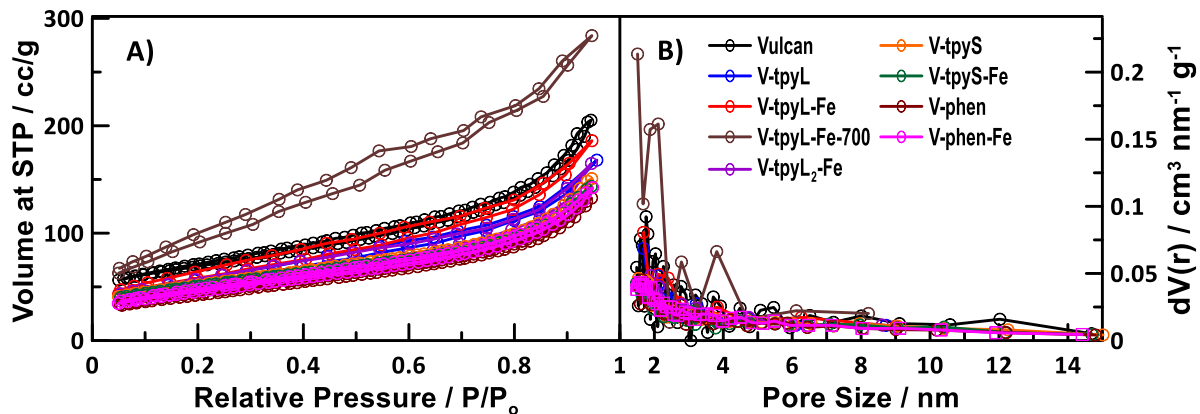 A)
Volume at STP / cc/g
300
200
100
0
0
0.2
0.4
0.6
0.8
Relative Pressure / P/P₀
B)
Vulcan
V-tpyL
V-tpyL-Fe
V-tpyL-Fe-700
V-tpyL₂-Fe
V-tpyS
V-tpyS-Fe
V-phen
V-phen-Fe
dV(r) / cm³ nm⁻¹ g⁻¹
0.2
0.15
0.1
0.05
0
1
2
4
6
8
10
12
14
Pore Size / nm